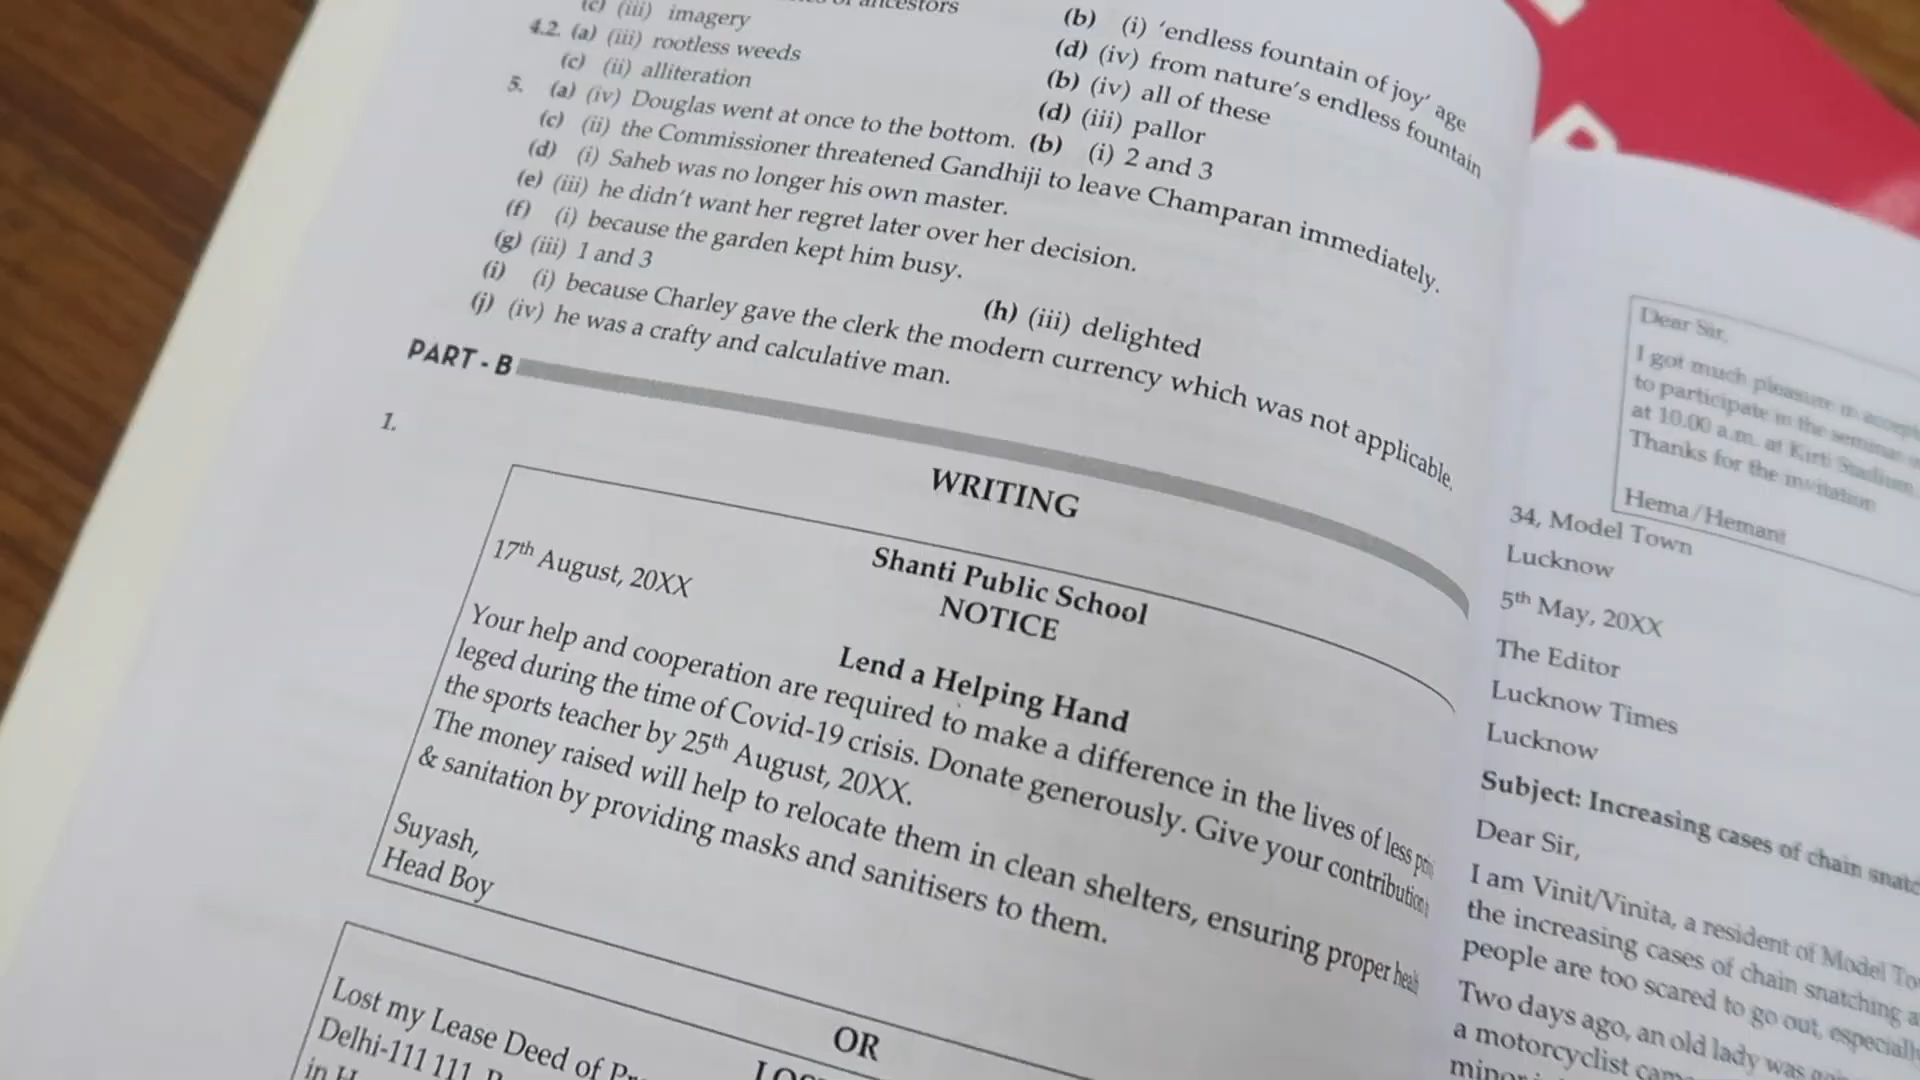 of ancestors
(c) (iii) imagery
(b) (i) ‘endless fountain of joy’ age
4.2. (a) (iii) rootless weeds
(d) (iv) from nature’s endless fountain
(c) (ii) alliteration
(b) (iv) all of these
(d) (iii) pallor
5. (a) (iv) Douglas went at once to the bottom. (b) (i) 2 and 3
(c) (ii) the Commissioner threatened Gandhiji to leave Champaran immediately.
(d) (i) Saheb was no longer his own master.
(e) (iii) he didn’t want her regret later over her decision.
(f) (i) because the garden kept him busy.
(g) (iii) 1 and 3
(h) (iii) delighted
(i) (i) because Charley gave the clerk the modern currency which was not applicable.
(j) (iv) he was a crafty and calculative man.
PART - B
WRITING
1.
Shanti Public School
NOTICE
17th August, 20XX
Lend a Helping Hand
Your help and cooperation are required to make a difference in the lives of less
leged during the time of Covid-19 crisis. Donate generously. Give your contribution
the sports teacher by 25th August, 20XX.
The money raised will help to relocate them in clean shelters, ensuring proper
& sanitation by providing masks and sanitisers to them.
Suyash,
Head Boy
OR
Lost my Lease Deed of
Delhi-111 111
in
Dear Sir,
I got much pleasure in
to participate in the seminar
at 10.00 a.m. at Kirti Stadium
Thanks for the invitation
Hema/Hemant
34, Model Town
Lucknow
5th May, 20XX
The Editor
Lucknow Times
Lucknow
Subject: Increasing cases of chain
Dear Sir,
I am Vinit/Vinita, a resident of Model
the increasing cases of chain snatching
people are too scared to go out, especially
Two days ago, an old lady was
a motorcyclist